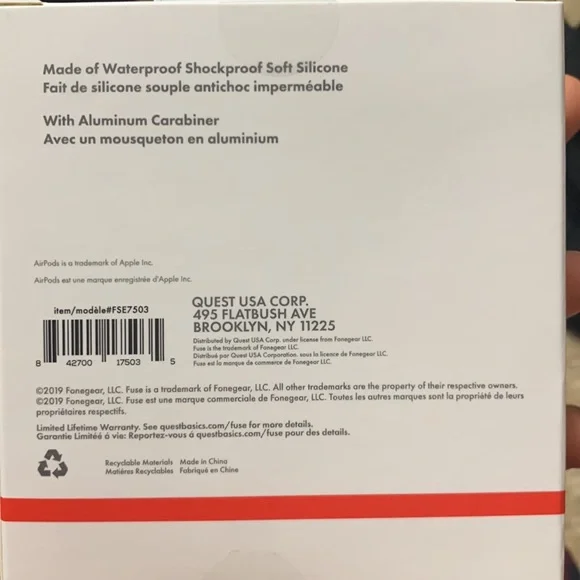 Made of Waterproof Shockproof Soft Silicone
Fait de silicone souple antichoc imperméable
With Aluminum Carabiner
Avec un mousqueton en aluminium
AirPods is a trademark of Apple Inc.
AirPods est une marque enregistrée d'Apple Inc.
item/modèle#FSE7503
8 42700 17503 5
QUEST USA CORP.
495 FLATBUSH AVE
BROOKLYN, NY 11225
Distributed by Quest USA Corp. under license from Fonegear LLC.
Fuse is the trademark of Fonegear LLC.
Distribué par Quest USA Corporation. sous la licence de Fonegear LLC.
Fuse est la marque de commerce de Fonegear LLC.
©2019 Fonegear, LLC. Fuse is a trademark of Fonegear, LLC. All other trademarks are the property of their respective owners.
©2019 Fonegear, LLC. Fuse est une marque commerciale de Fonegear, LLC. Toutes les autres marques sont la propriété de leurs
propriétaires respectifs.
Limited Lifetime Warranty. See questbasics.com/fuse for more details.
Garantie Limitéé á vie: Reportez-vous á questbasics.com/fuse pour des details.
Recyclable Materials Made in China
Matières Recyclables Fabriqué en Chine